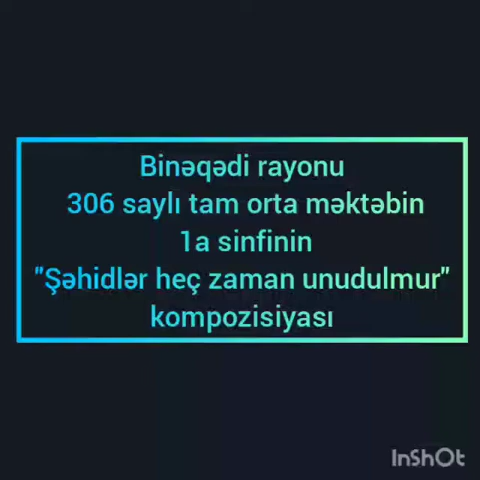 Binəqədi rayonu
306 saylı tam orta məktəbin
1a sinfinin
"Şəhidlər heç zaman unudulmur"
kompozisiyası
InShOt